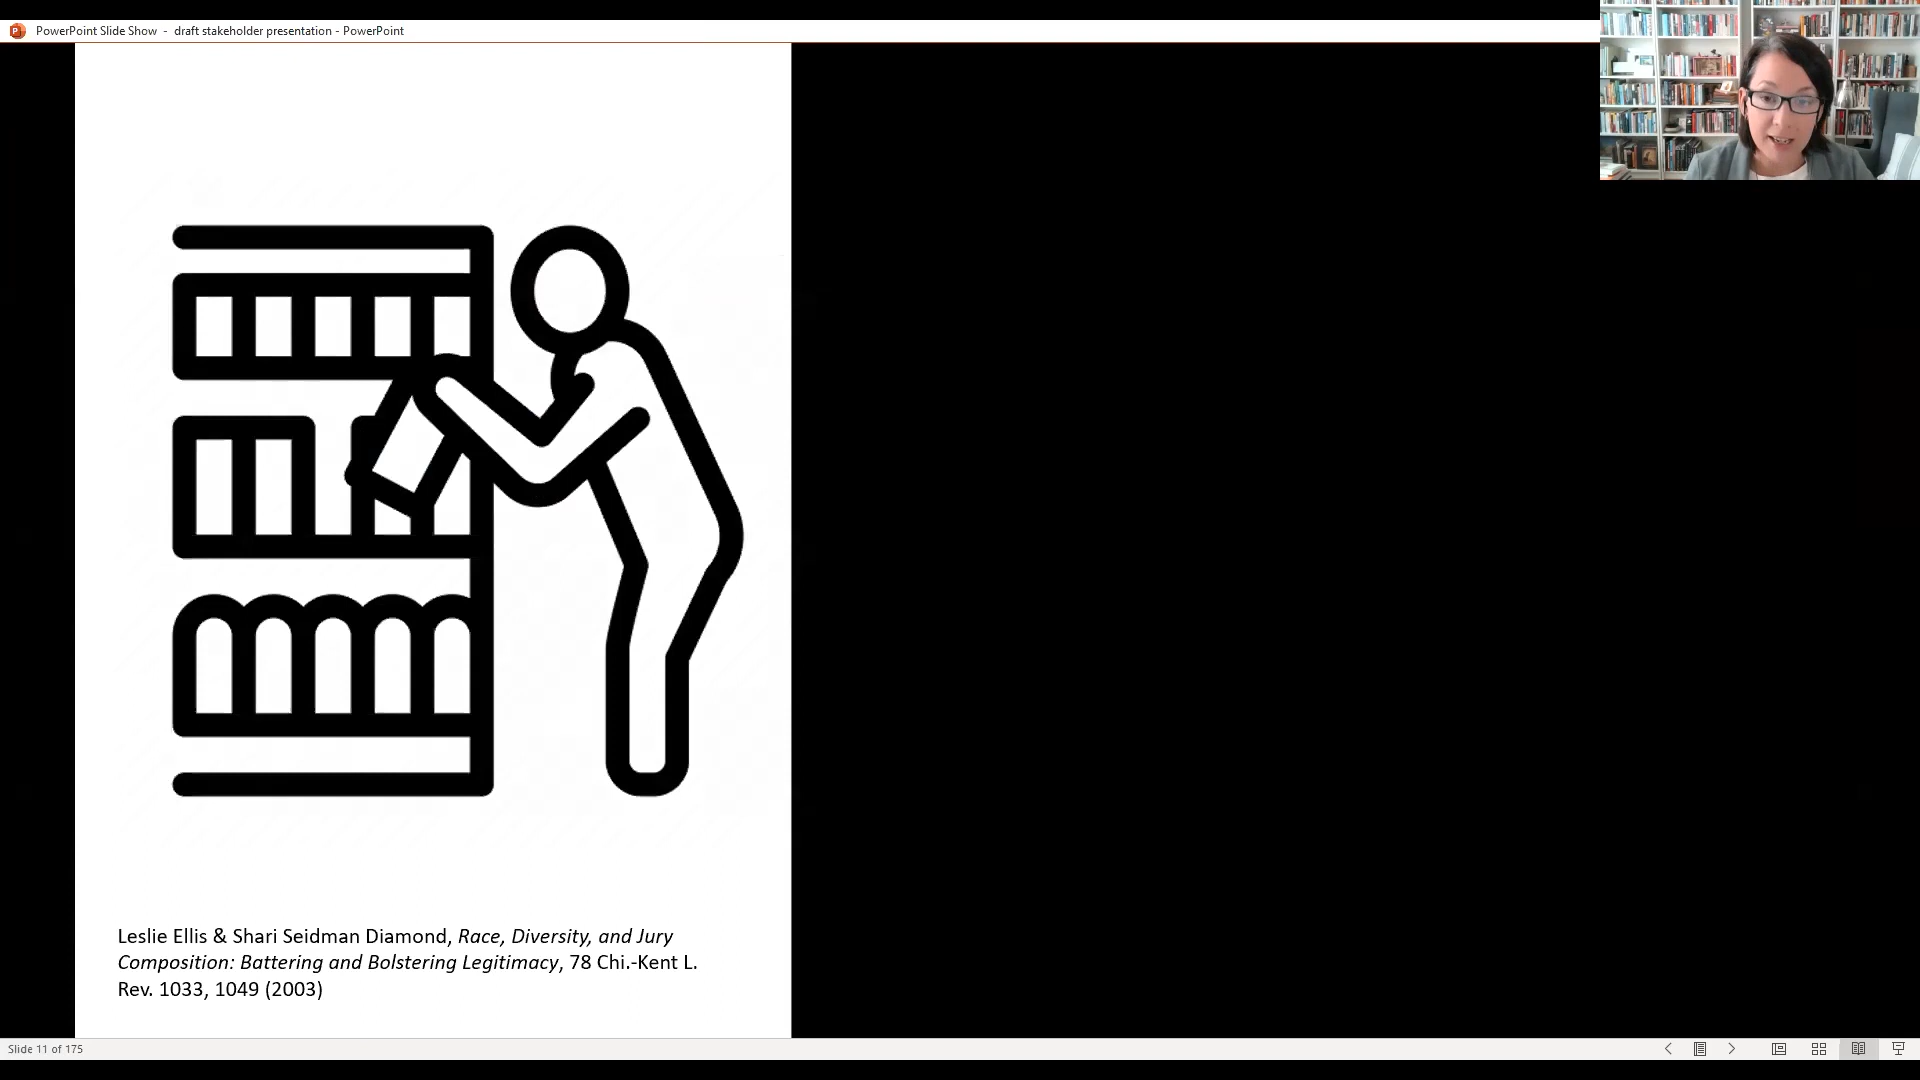 PowerPoint Slide Show - draft stakeholder presentation - PowerPoint
Leslie Ellis & Shari Seidman Diamond, Race, Diversity, and Jury
Composition: Battering and Bolstering Legitimacy, 78 Chi.-Kent L.
Rev. 1033, 1049 (2003)
Slide 11 of 175